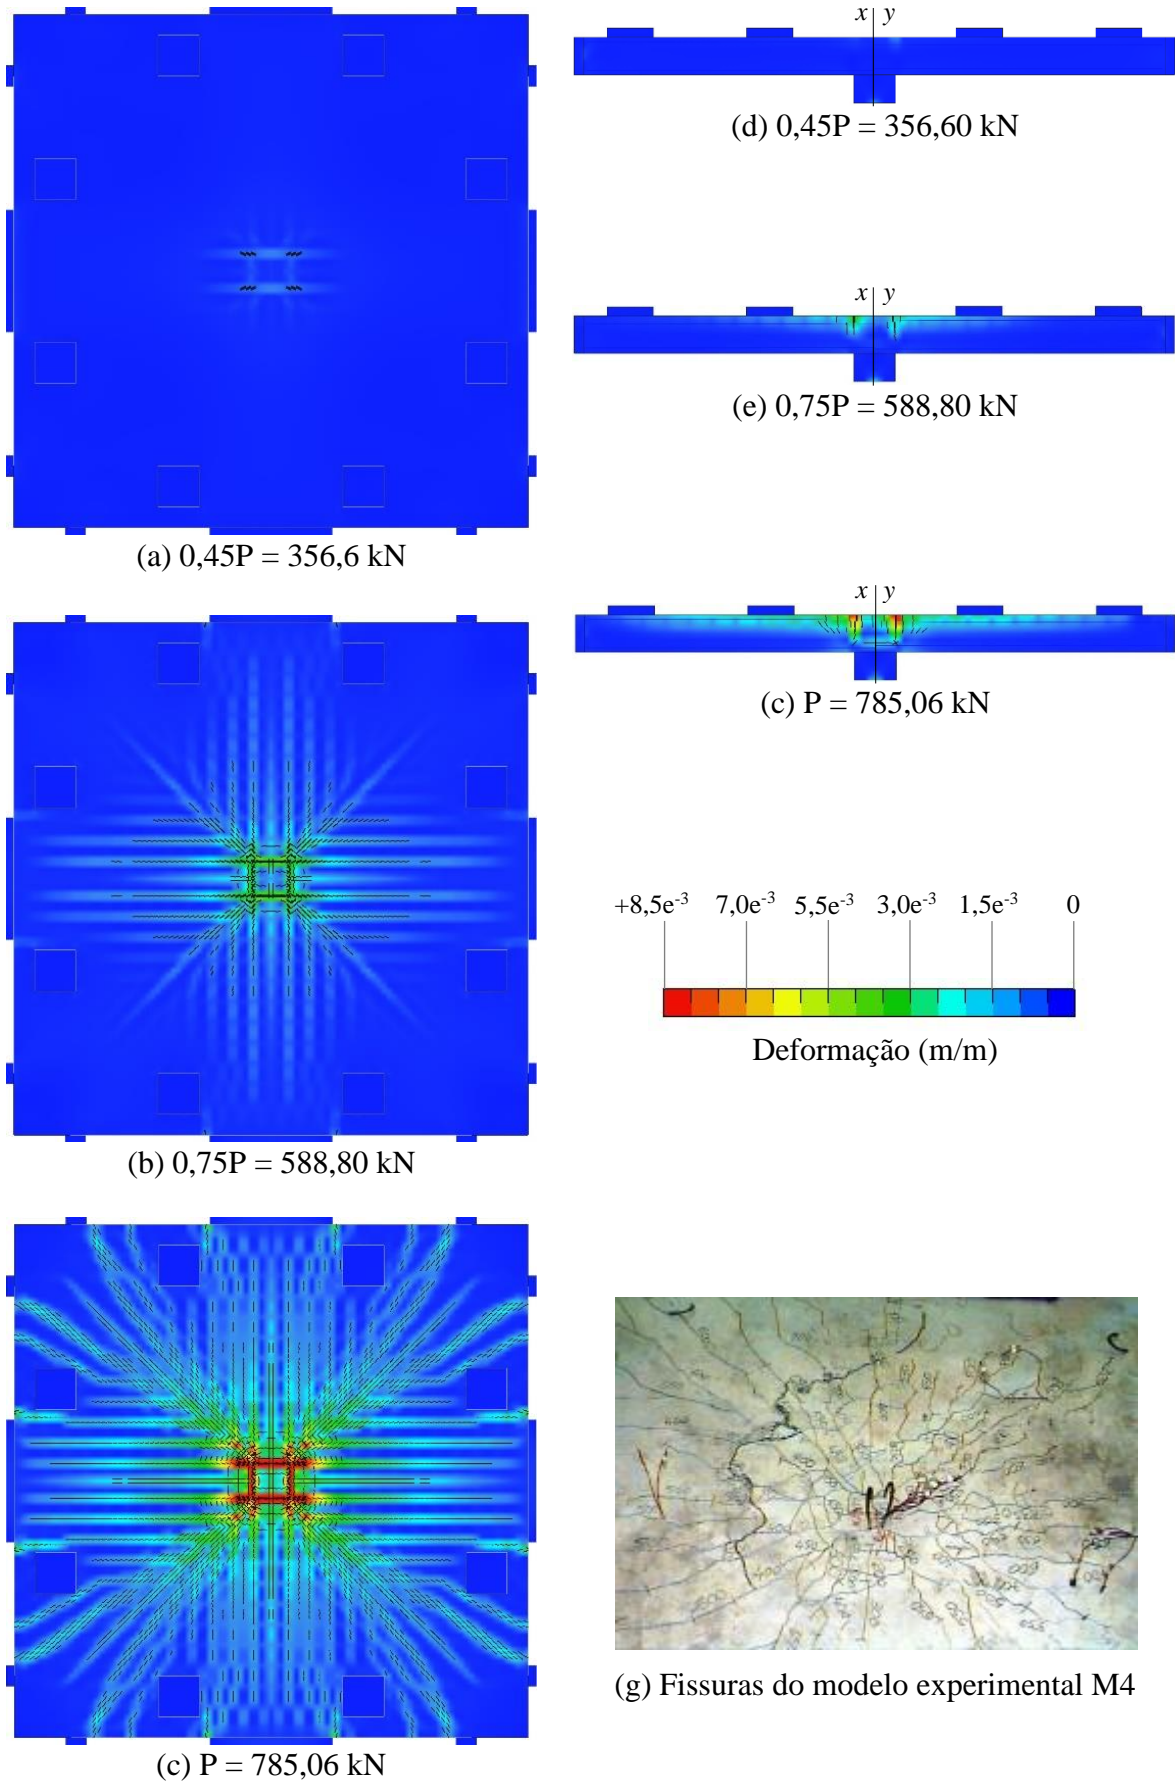 x y
(d) 0,45P = 356,60 kN
x y
(e) 0,75P = 588,80 kN
(a) 0,45P = 356,6 kN
x y
(c) P = 785,06 kN
+8,5e-3 7,0e-3 5,5e-3 3,0e-3 1,5e-3 0
Deformação (m/m)
(b) 0,75P = 588,80 kN
(g) Fissuras do modelo experimental M4
(c) P = 785,06 kN